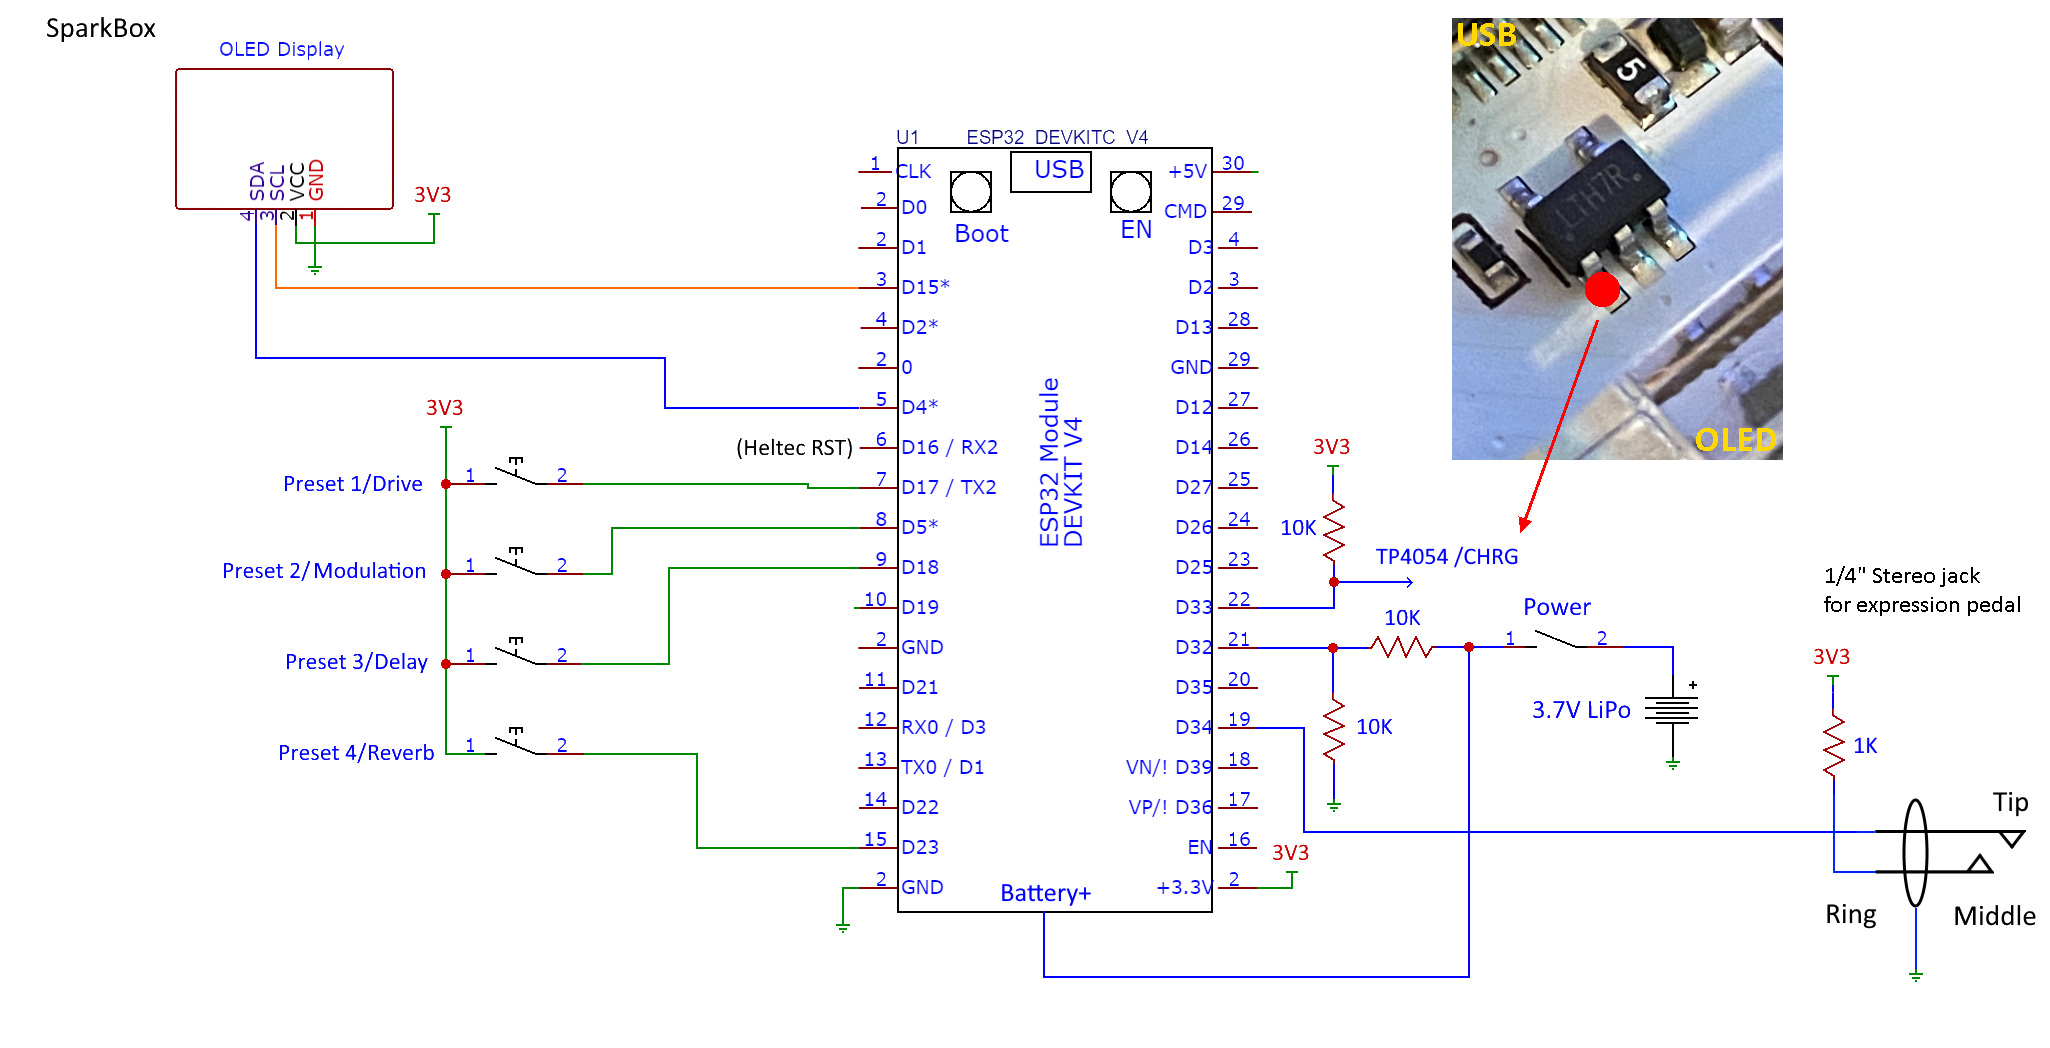 SparkBox
OLED Display
SDA
SCL
VCC
GND
4
3
2
1
3V3
3V3
Preset 1/Drive
1
2
Preset 2/Modulation
1
2
Preset 3/Delay
1
2
Preset 4/Reverb
1
2
(Heltec RST)
U1
ESP32 DEVKITC V4
USB
Boot
EN
ESP32 Module
DEVKIT V4
Battery+
1 CLK
2 D0
2 D1
3 D15*
4 D2*
2 0
5 D4*
6 D16 / RX2
7 D17 / TX2
8 D5*
9 D18
10 D19
2 GND
11 D21
12 RX0 / D3
13 TX0 / D1
14 D22
15 D23
2 GND
+5V 30
CMD 29
D3 4
D2 3
D13 28
GND 29
D12 27
D14 26
D27 25
D26 24
D25 23
D33 22
D32 21
D35 20
D34 19
VN/! D39 18
VP/! D36 17
EN 16
+3.3V 2
3V3
3V3
10K
TP4054 /CHRG
10K
10K
Power
1
2
+
3.7V LiPo
USB
5
LTH7R
OLED
1/4" Stereo jack
for expression pedal
3V3
1K
Tip
Ring
Middle